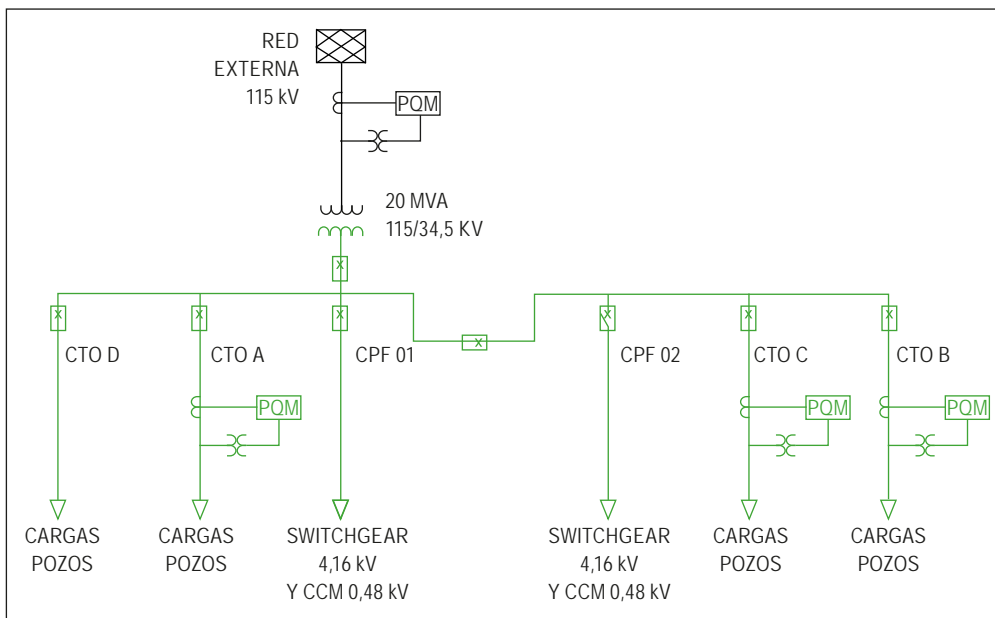 RED
EXTERNA
115 kV
PQM
20 MVA
115/34,5 KV
CTO D
CTO A
CPF 01
CPF 02
CTO C
CTO B
PQM
PQM
PQM
CARGAS
POZOS
CARGAS
POZOS
SWITCHGEAR
4,16 kV
Y CCM 0,48 kV
SWITCHGEAR
4,16 kV
Y CCM 0,48 kV
CARGAS
POZOS
CARGAS
POZOS